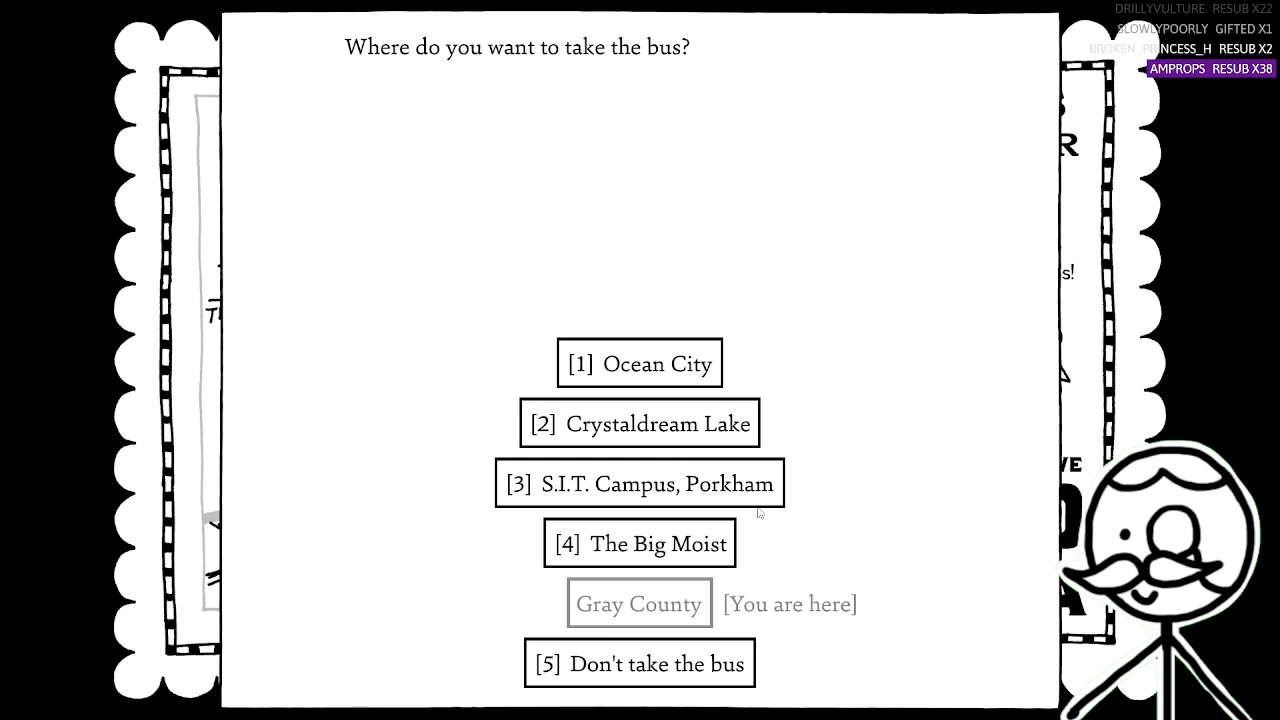 DRILLYVULTURE RESUB X22
SLOWLYPOORLY GIFTED X1
BROKEN_PRINCESS_H RESUB X2
AMPROPS RESUB X38
Where do you want to take the bus?
[1] Ocean City
[2] Crystaldream Lake
[3] S.I.T. Campus, Porkham
[4] The Big Moist
Gray County [You are here]
[5] Don't take the bus